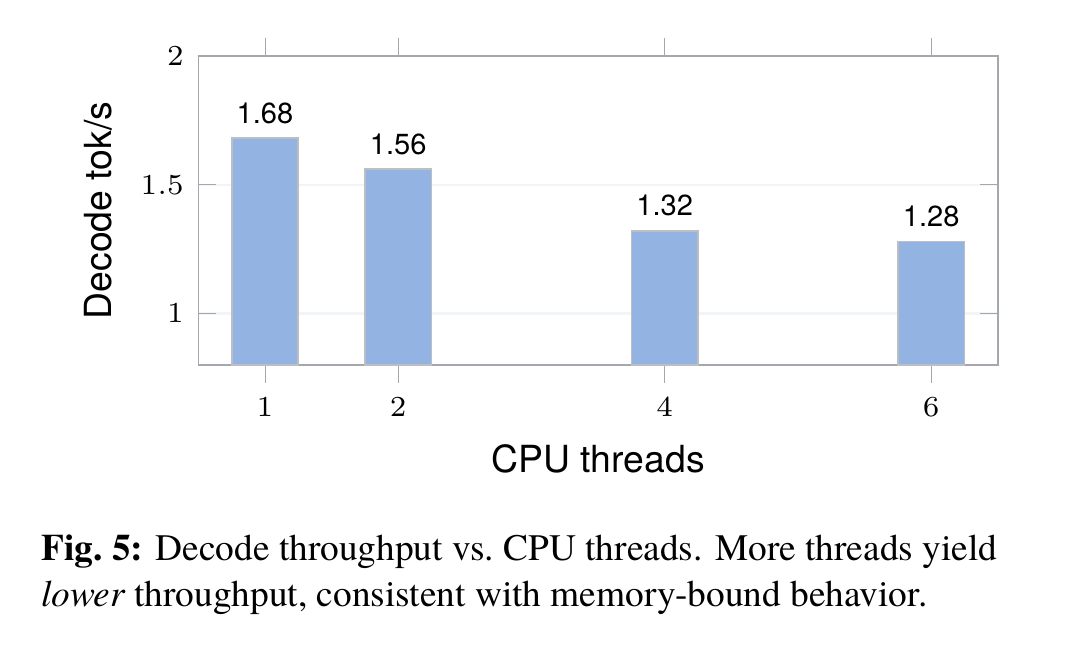 2
1.68
1.56
1.5
1.32
1.28
1
Decode tok/s
1 2 4 6
CPU threads
Fig. 5: Decode throughput vs. CPU threads. More threads yield
lower throughput, consistent with memory-bound behavior.